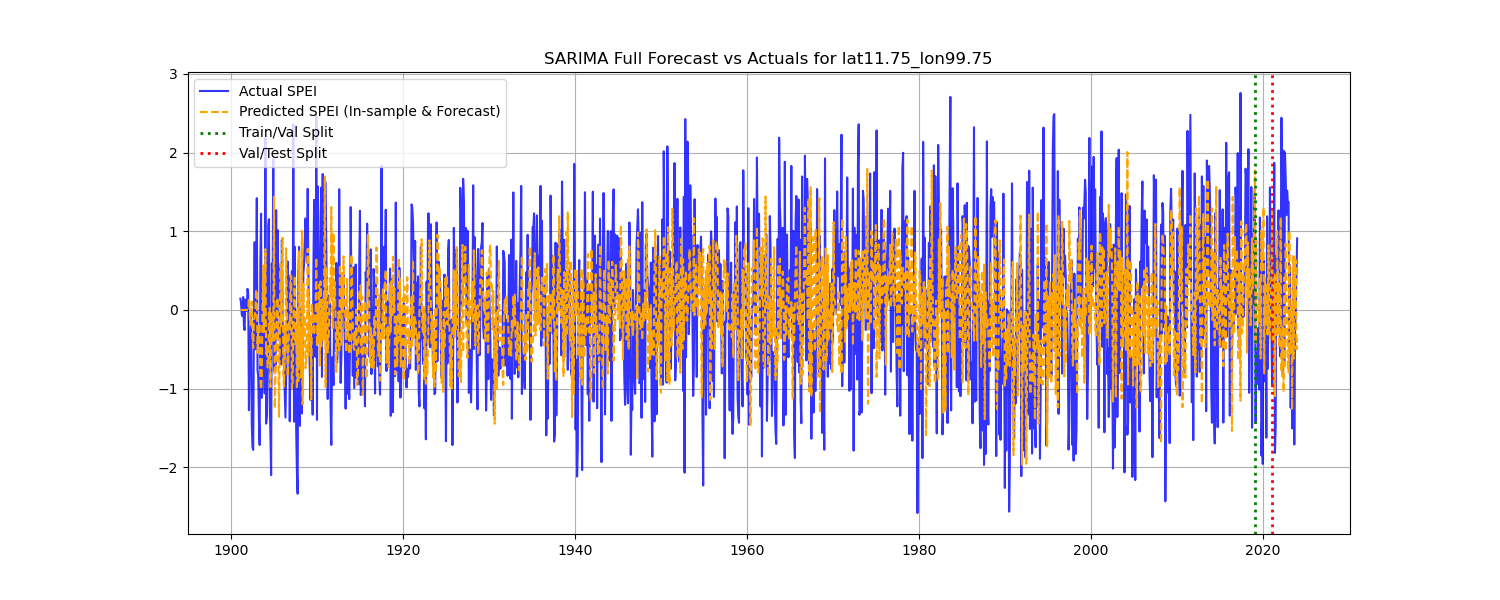 SARIMA Full Forecast vs Actuals for lat11.75_lon99.75
3
2
1
0
−1
−2
Actual SPEI
Predicted SPEI (In-sample & Forecast)
Train/Val Split
Val/Test Split
1900 1920 1940 1960 1980 2000 2020